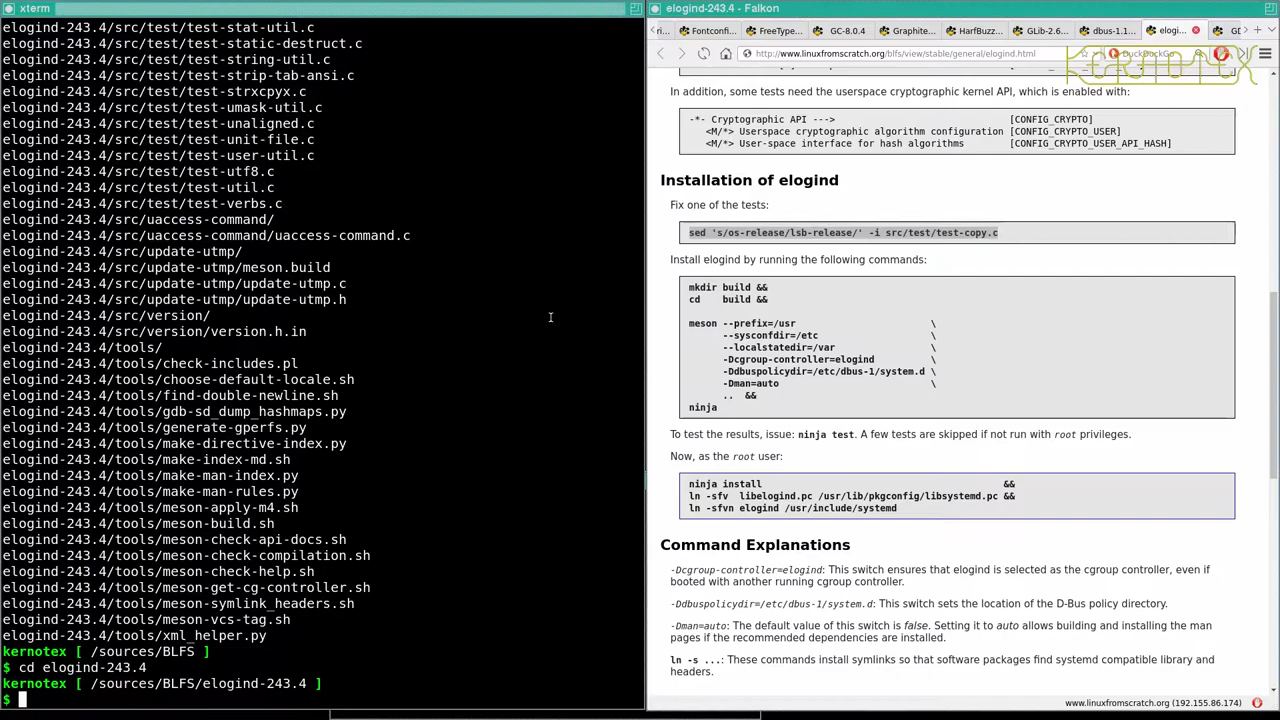 xterm
elogind-243.4/src/test/test-stat-util.c
elogind-243.4/src/test/test-static-destruct.c
elogind-243.4/src/test/test-string-util.c
elogind-243.4/src/test/test-strip-tab-ansi.c
elogind-243.4/src/test/test-strxcpyx.c
elogind-243.4/src/test/test-umask-util.c
elogind-243.4/src/test/test-unaligned.c
elogind-243.4/src/test/test-unit-file.c
elogind-243.4/src/test/test-user-util.c
elogind-243.4/src/test/test-utf8.c
elogind-243.4/src/test/test-util.c
elogind-243.4/src/test/test-verbs.c
elogind-243.4/src/uaccess-command/
elogind-243.4/src/uaccess-command/uaccess-command.c
elogind-243.4/src/update-utmp/
elogind-243.4/src/update-utmp/meson.build
elogind-243.4/src/update-utmp/update-utmp.c
elogind-243.4/src/update-utmp/update-utmp.h
elogind-243.4/src/version/
elogind-243.4/src/version/version.h.in
elogind-243.4/tools/
elogind-243.4/tools/check-includes.pl
elogind-243.4/tools/choose-default-locale.sh
elogind-243.4/tools/find-double-newline.sh
elogind-243.4/tools/gdb-sd_dump_hashmaps.py
elogind-243.4/tools/generate-gperfs.py
elogind-243.4/tools/make-directive-index.py
elogind-243.4/tools/make-index-md.sh
elogind-243.4/tools/make-man-index.py
elogind-243.4/tools/make-man-rules.py
elogind-243.4/tools/meson-apply-m4.sh
elogind-243.4/tools/meson-build.sh
elogind-243.4/tools/meson-check-api-docs.sh
elogind-243.4/tools/meson-check-compilation.sh
elogind-243.4/tools/meson-check-help.sh
elogind-243.4/tools/meson-get-cg-controller.sh
elogind-243.4/tools/meson-symlink_headers.sh
elogind-243.4/tools/meson-vcs-tag.sh
elogind-243.4/tools/xml_helper.py
kernotex [ /sources/BLFS ]
$ cd elogind-243.4
kernotex [ /sources/BLFS/elogind-243.4 ]
$
elogind-243.4 - Falkon
Fontconfi... FreeType... GC-8.0.4 Graphite... HarfBuzz... GLib-2.6... dbus-1.1... elogi...
http://www.linuxfromscratch.org/blfs/view/stable/general/elogind.html DuckDuckGo
KERNOTEX
In addition, some tests need the userspace cryptographic kernel API, which is enabled with:
-*- Cryptographic API ---> [CONFIG_CRYPTO]
<M/*> Userspace cryptographic algorithm configuration [CONFIG_CRYPTO_USER]
<M/*> User-space interface for hash algorithms [CONFIG_CRYPTO_USER_API_HASH]
Installation of elogind
Fix one of the tests:
sed 's/os-release/lsb-release/' -i src/test/test-copy.c
Install elogind by running the following commands:
mkdir build &&
cd build &&
meson --prefix=/usr \
--sysconfdir=/etc \
--localstatedir=/var \
-Dcgroup-controller=elogind \
-Ddbuspolicydir=/etc/dbus-1/system.d \
-Dman=auto \
.. &&
ninja
To test the results, issue: ninja test. A few tests are skipped if not run with root privileges.
Now, as the root user:
ninja install &&
ln -sfv libelogind.pc /usr/lib/pkgconfig/libsystemd.pc &&
ln -sfvn elogind /usr/include/systemd
Command Explanations
-Dcgroup-controller=elogind: This switch ensures that elogind is selected as the cgroup controller, even if
booted with another running cgroup controller.
-Ddbuspolicydir=/etc/dbus-1/system.d: This switch sets the location of the D-Bus policy directory.
-Dman=auto: The default value of this switch is false. Setting it to auto allows building and installing the man
pages if the recommended dependencies are installed.
ln -s ...: These commands install symlinks so that software packages find systemd compatible library and
headers.
www.linuxfromscratch.org (192.155.86.174)